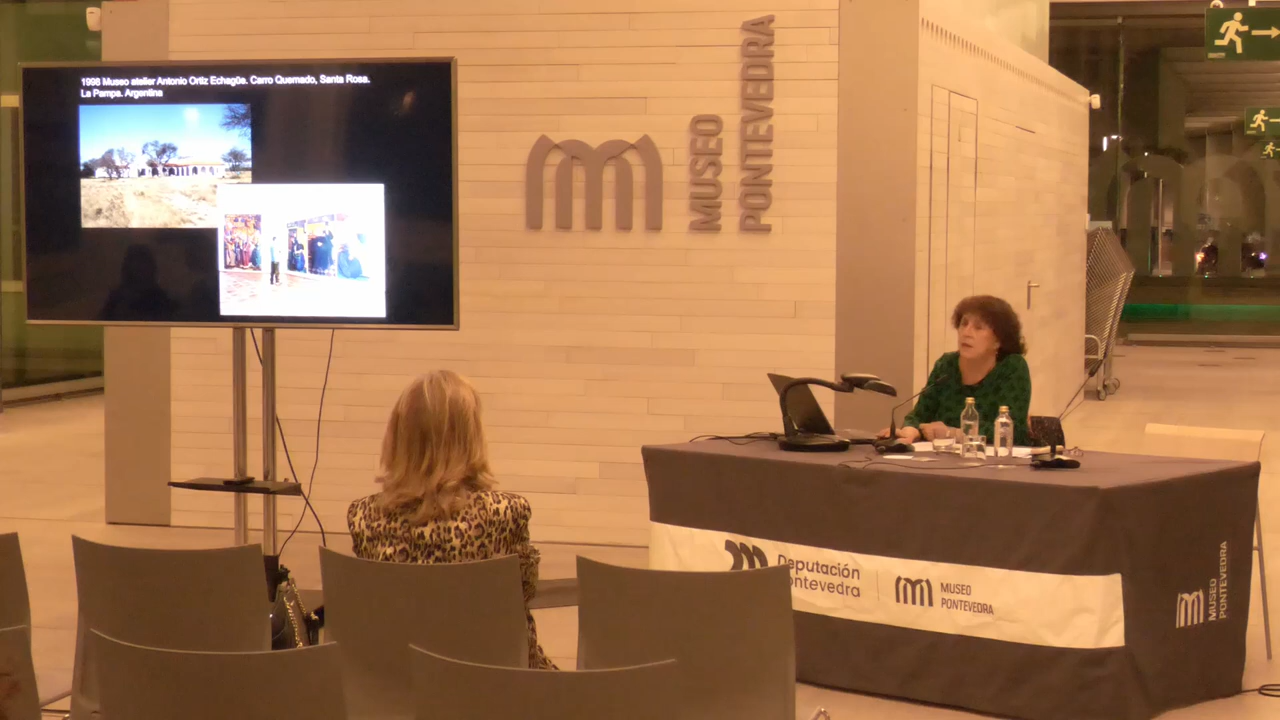 1998 Museo atelier Antonio Ortiz Echagüe. Carro Quemado, Santa Rosa.
La Pampa. Argentina
MUSEO
PONTEVEDRA
Deputación
Pontevedra
MUSEO
PONTEVEDRA
MUSEO
PONTEVEDRA